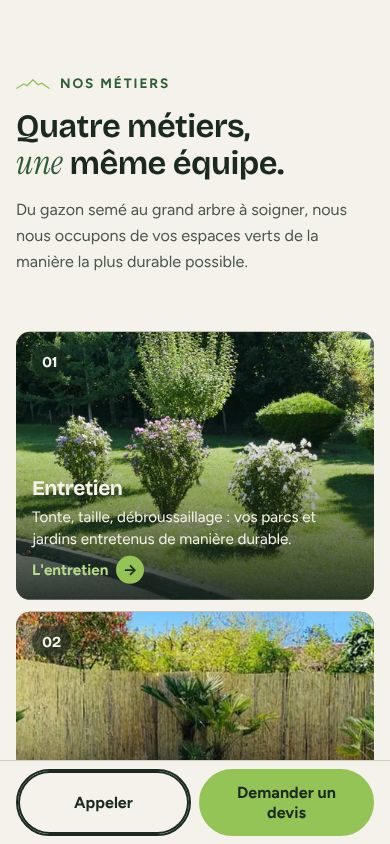 NOS MÉTIERS
Quatre métiers,
une même équipe.
Du gazon semé au grand arbre à soigner, nous
nous occupons de vos espaces verts de la
manière la plus durable possible.
01
Entretien
Tonte, taille, débroussaillage : vos parcs et
jardins entretenus de manière durable.
L'entretien
02
Appeler
Demander un
devis